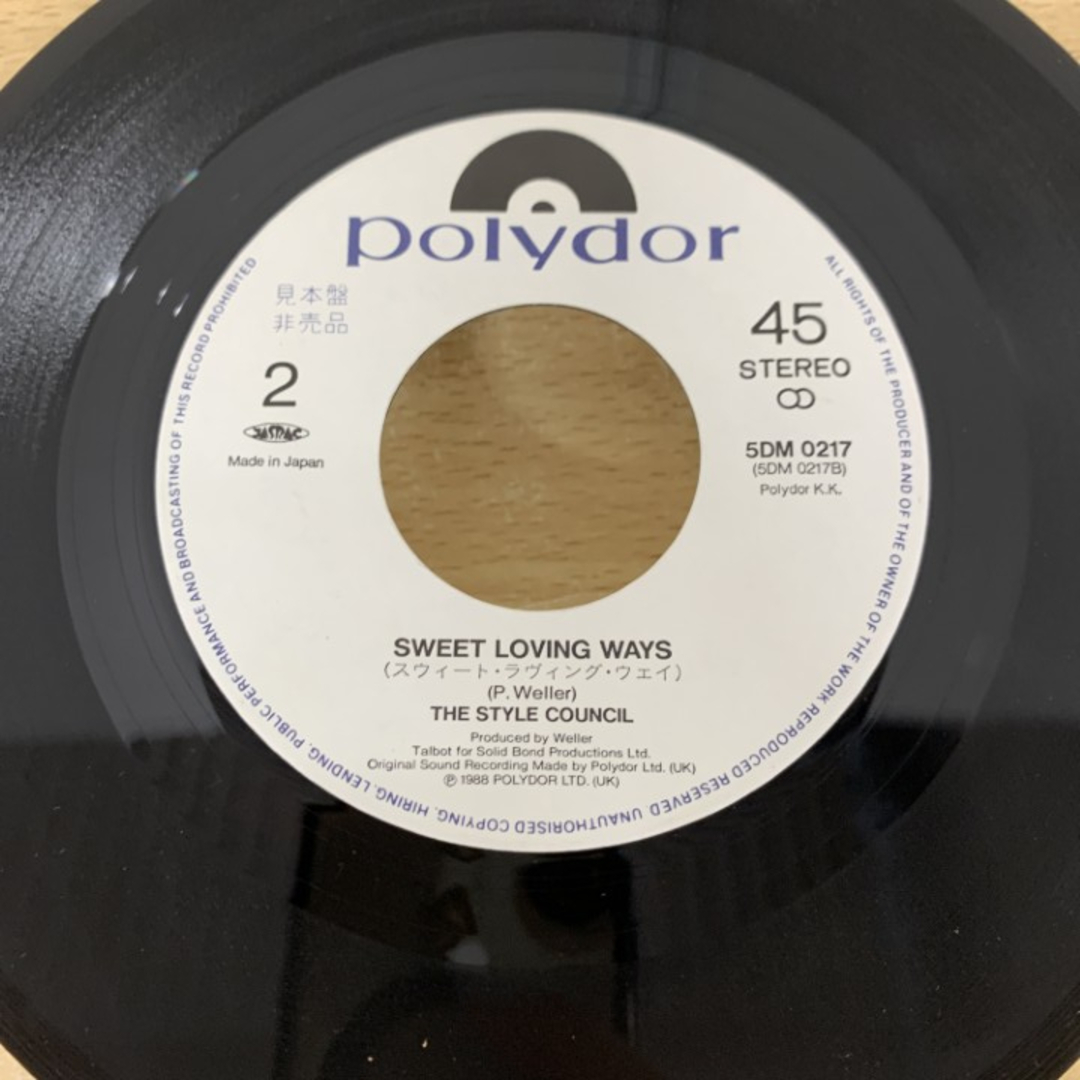 polydor
見本盤
非売品
2
JASRAC
Made in Japan
45
STEREO
5DM 0217
(5DM 0217B)
Polydor K.K.
SWEET LOVING WAYS
(スウィート・ラヴィング・ウェイ)
(P. Weller)
THE STYLE COUNCIL
Produced by Weller
Talbot for Solid Bond Productions Ltd.
Original Sound Recording Made by Polydor Ltd. (UK)
℗ 1988 POLYDOR LTD. (UK)
ALL RIGHTS OF THE PRODUCER AND OF THE OWNER OF THE WORK REPRODUCED RESERVED UNAUTHORISED COPYING, HIRING, LENDING, PUBLIC PERFORMANCE AND BROADCASTING OF THIS RECORD PROHIBITED